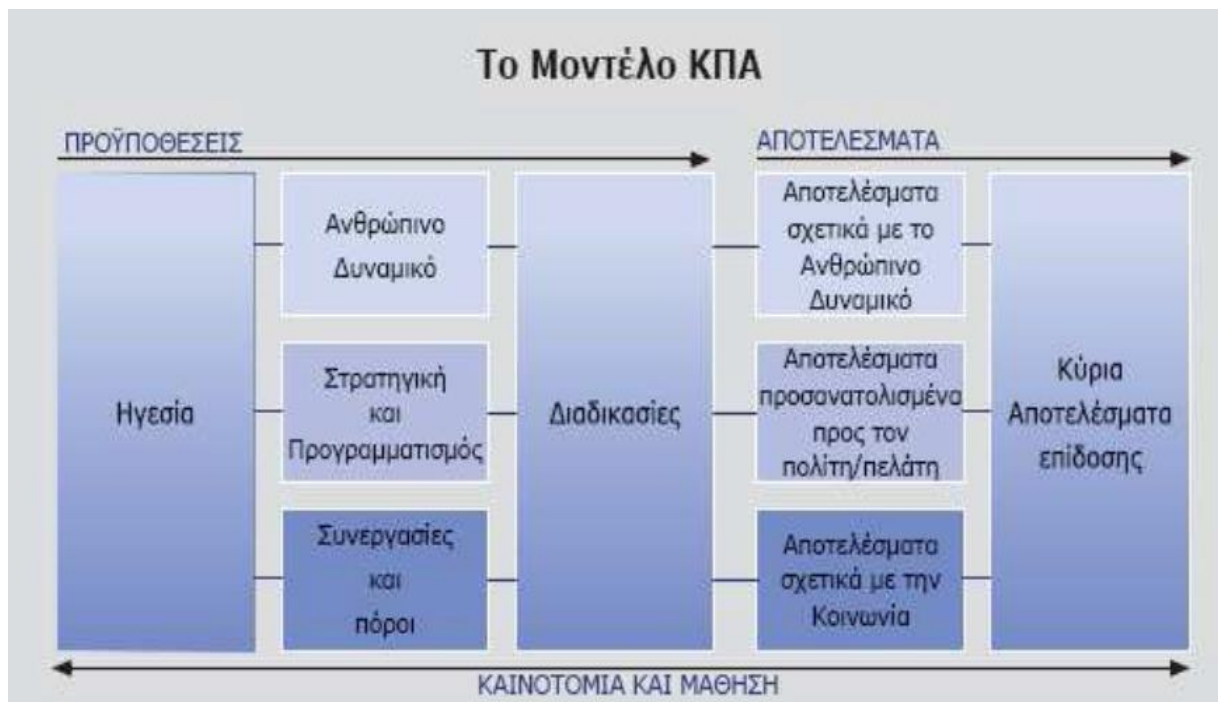 Το Μοντέλο ΚΠΑ
ΠΡΟΫΠΟΘΕΣΕΙΣ
ΑΠΟΤΕΛΕΣΜΑΤΑ
Ηγεσία
Ανθρώπινο
Δυναμικό
Στρατηγική
και
Προγραμματισμός
Συνεργασίες
και
πόροι
Διαδικασίες
Αποτελέσματα
σχετικά με το
Ανθρώπινο
Δυναμικό
Αποτελέσματα
προσανατολισμένα
προς τον
πολίτη/πελάτη
Αποτελέσματα
σχετικά με την
Κοινωνία
Κύρια
Αποτελέσματα
επίδοσης
ΚΑΙΝΟΤΟΜΙΑ ΚΑΙ ΜΑΘΗΣΗ